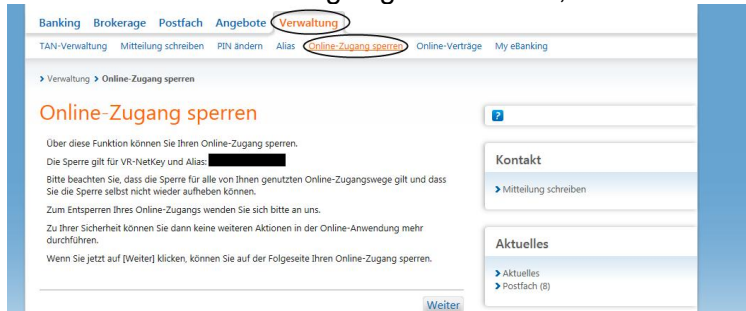 Banking Brokerage Postfach Angebote Verwaltung
TAN-Verwaltung Mitteilung schreiben PIN ändern Alias Online-Zugang sperren Online-Verträge My eBanking
> Verwaltung > Online-Zugang sperren
Online-Zugang sperren
Über diese Funktion können Sie Ihren Online-Zugang sperren.
Die Sperre gilt für VR-NetKey und Alias:
Bitte beachten Sie, dass die Sperre für alle von Ihnen genutzten Online-Zugangswege gilt und dass
Sie die Sperre selbst nicht wieder aufheben können.
Zum Entsperren Ihres Online-Zugangs wenden Sie sich bitte an uns.
Zu Ihrer Sicherheit können Sie dann keine weiteren Aktionen in der Online-Anwendung mehr
durchführen.
Wenn Sie jetzt auf [Weiter] klicken, können Sie auf der Folgeseite Ihren Online-Zugang sperren.
Weiter
?
Kontakt
> Mitteilung schreiben
Aktuelles
> Aktuelles
> Postfach (8)